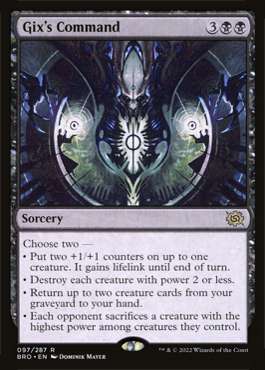 Gix's Command 3
Sorcery
Choose two —
• Put two +1/+1 counters on up to one
creature. It gains lifelink until end of turn.
• Destroy each creature with power 2 or less.
• Return up to two creature cards from your
graveyard to your hand.
• Each opponent sacrifices a creature with the
highest power among creatures they control.
097/287 R
BRO • EN DOMINIK MAYER
™ & © 2022 Wizards of the Coast